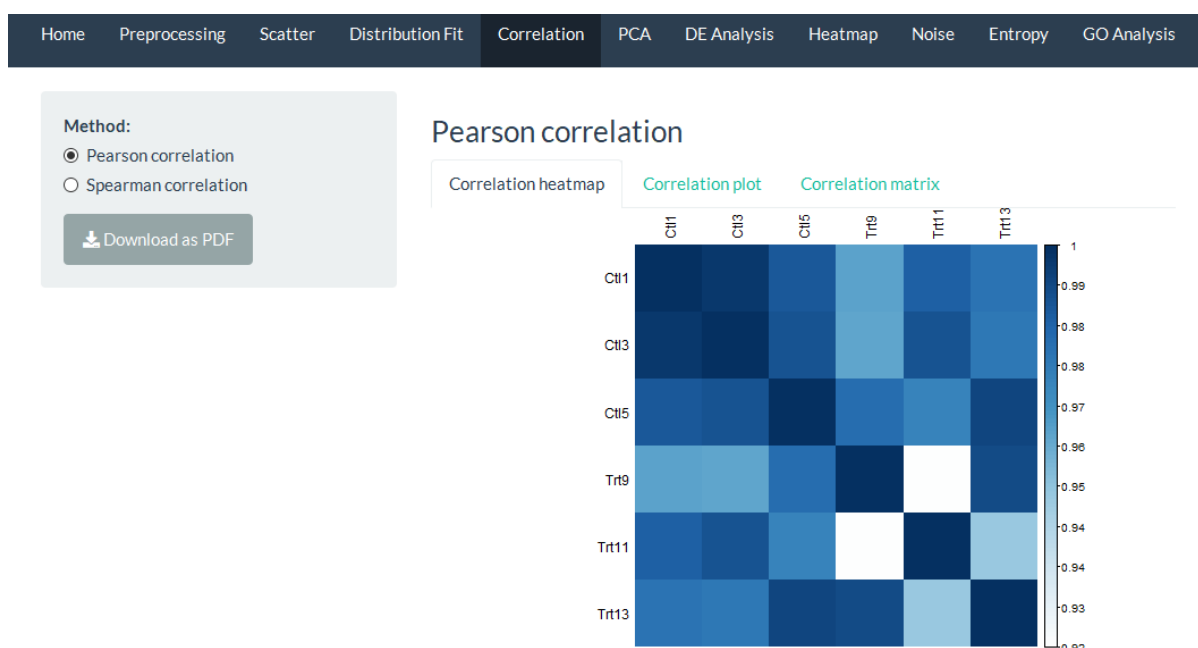 Home Preprocessing Scatter Distribution Fit Correlation PCA DE Analysis Heatmap Noise Entropy GO Analysis
Method:
Pearson correlation
Spearman correlation
Download as PDF
Pearson correlation
Correlation heatmap Correlation plot Correlation matrix
Ctl1 Ctl3 Ctl5 Trt9 Trt11 Trt13
Ctl1
Ctl3
Ctl5
Trt9
Trt11
Trt13
1
0.99
0.98
0.98
0.97
0.96
0.95
0.94
0.94
0.93